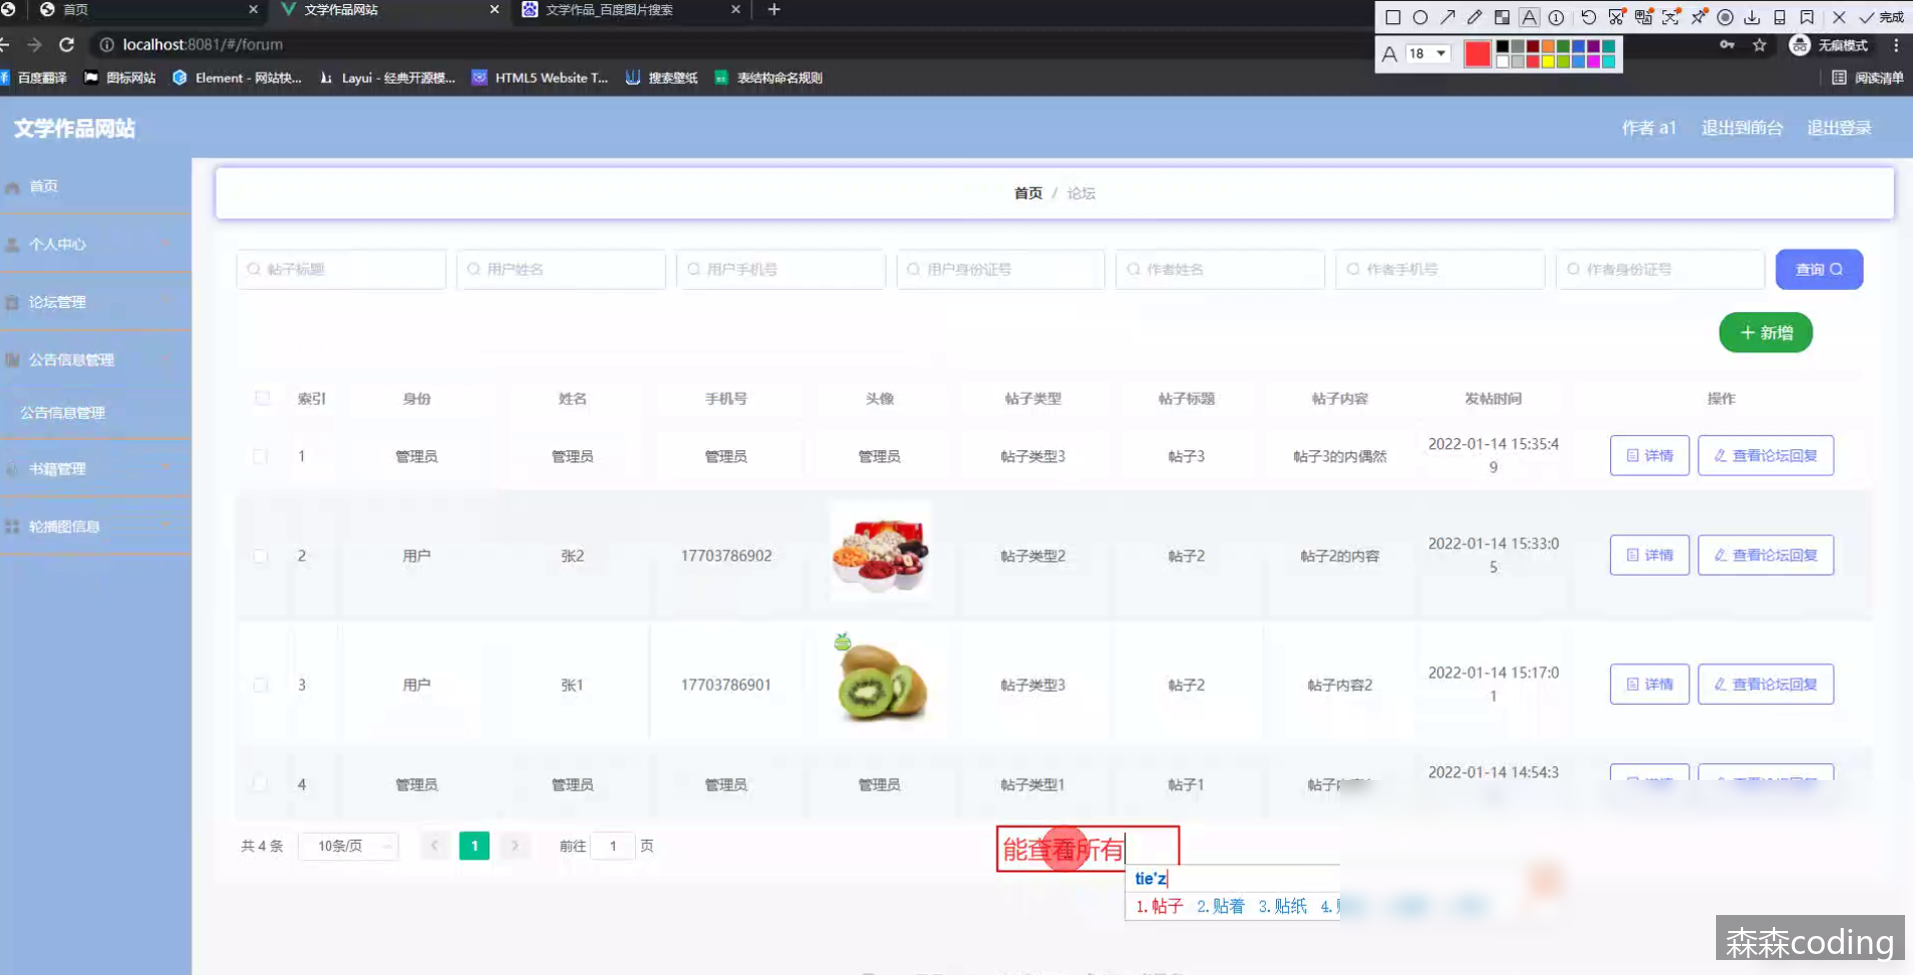 首页
文学作品网站
文学作品_百度图片搜索
完成
localhost:8081/#/forum
A 18
无痕模式
百度翻译
图标网站
Element - 网站快...
Layui - 经典开源模...
HTML5 Website T...
搜索壁纸
表结构命名规则
阅读清单
文学作品网站
作者 a1 退出到前台 退出登录
首页
个人中心
论坛管理
公告信息管理
公告信息管理
书籍管理
轮播图信息
首页 / 论坛
帖子标题 用户姓名 用户手机号 用户身份证号 作者姓名 作者手机号 作者身份证号 查询
+ 新增
索引 身份 姓名 手机号 头像 帖子类型 帖子标题 帖子内容 发帖时间 操作
1 管理员 管理员 管理员 管理员 帖子类型3 帖子3 帖子3的内偶然 2022-01-14 15:35:4
9
详情 查看论坛回复
2 用户 张2 17703786902 帖子类型2 帖子2 帖子2的内容 2022-01-14 15:33:0
5
详情 查看论坛回复
3 用户 张1 17703786901 帖子类型3 帖子2 帖子内容2 2022-01-14 15:17:0
1
详情 查看论坛回复
4 管理员 管理员 管理员 管理员 帖子类型1 帖子1 2022-01-14 14:54:3
共 4 条 10条/页 1 前往 1 页
能查看所有
tie'z
1.帖子 2.贴着 3.贴纸 4.
森森coding